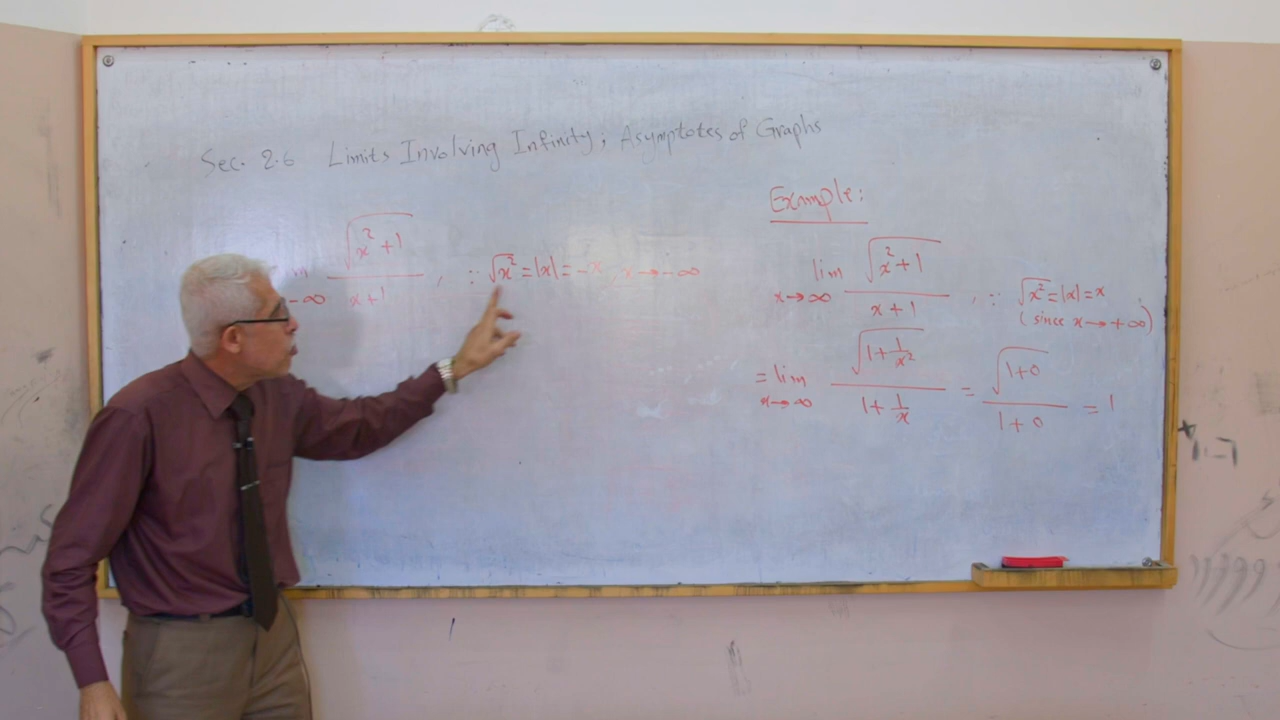 Sec. 2.6 Limits Involving Infinity; Asymptotes of Graphs
-∞ √(x²+1) / (x+1) , ∵ √x² = |x| = -x , x → -∞
Example:
lim x→∞ √(x²+1) / (x+1) , ∵ √x² = |x| = x
(since x → +∞)
= lim x→∞ √(1+1/x²) / (1+1/x) = √(1+0) / (1+0) = 1